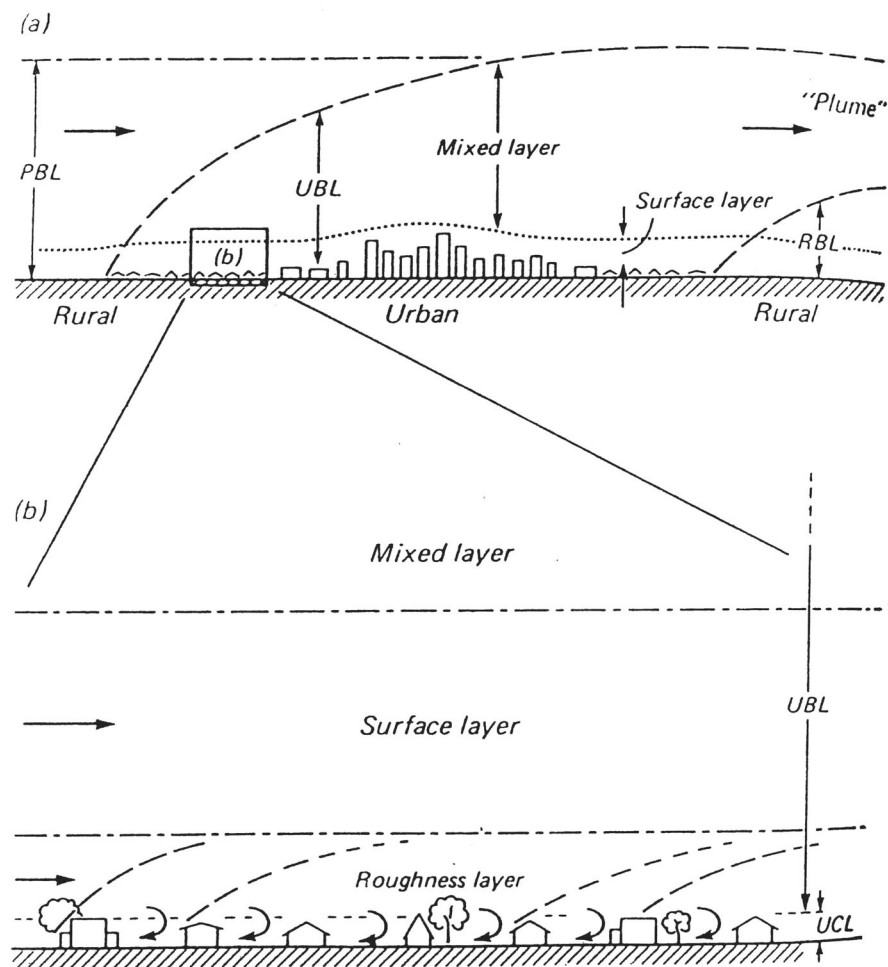 (a)
"Plume"
PBL
Mixed layer
UBL
Surface layer
(b)
RBL
Rural
Urban
Rural
(b)
Mixed layer
UBL
Surface layer
Roughness layer
UCL